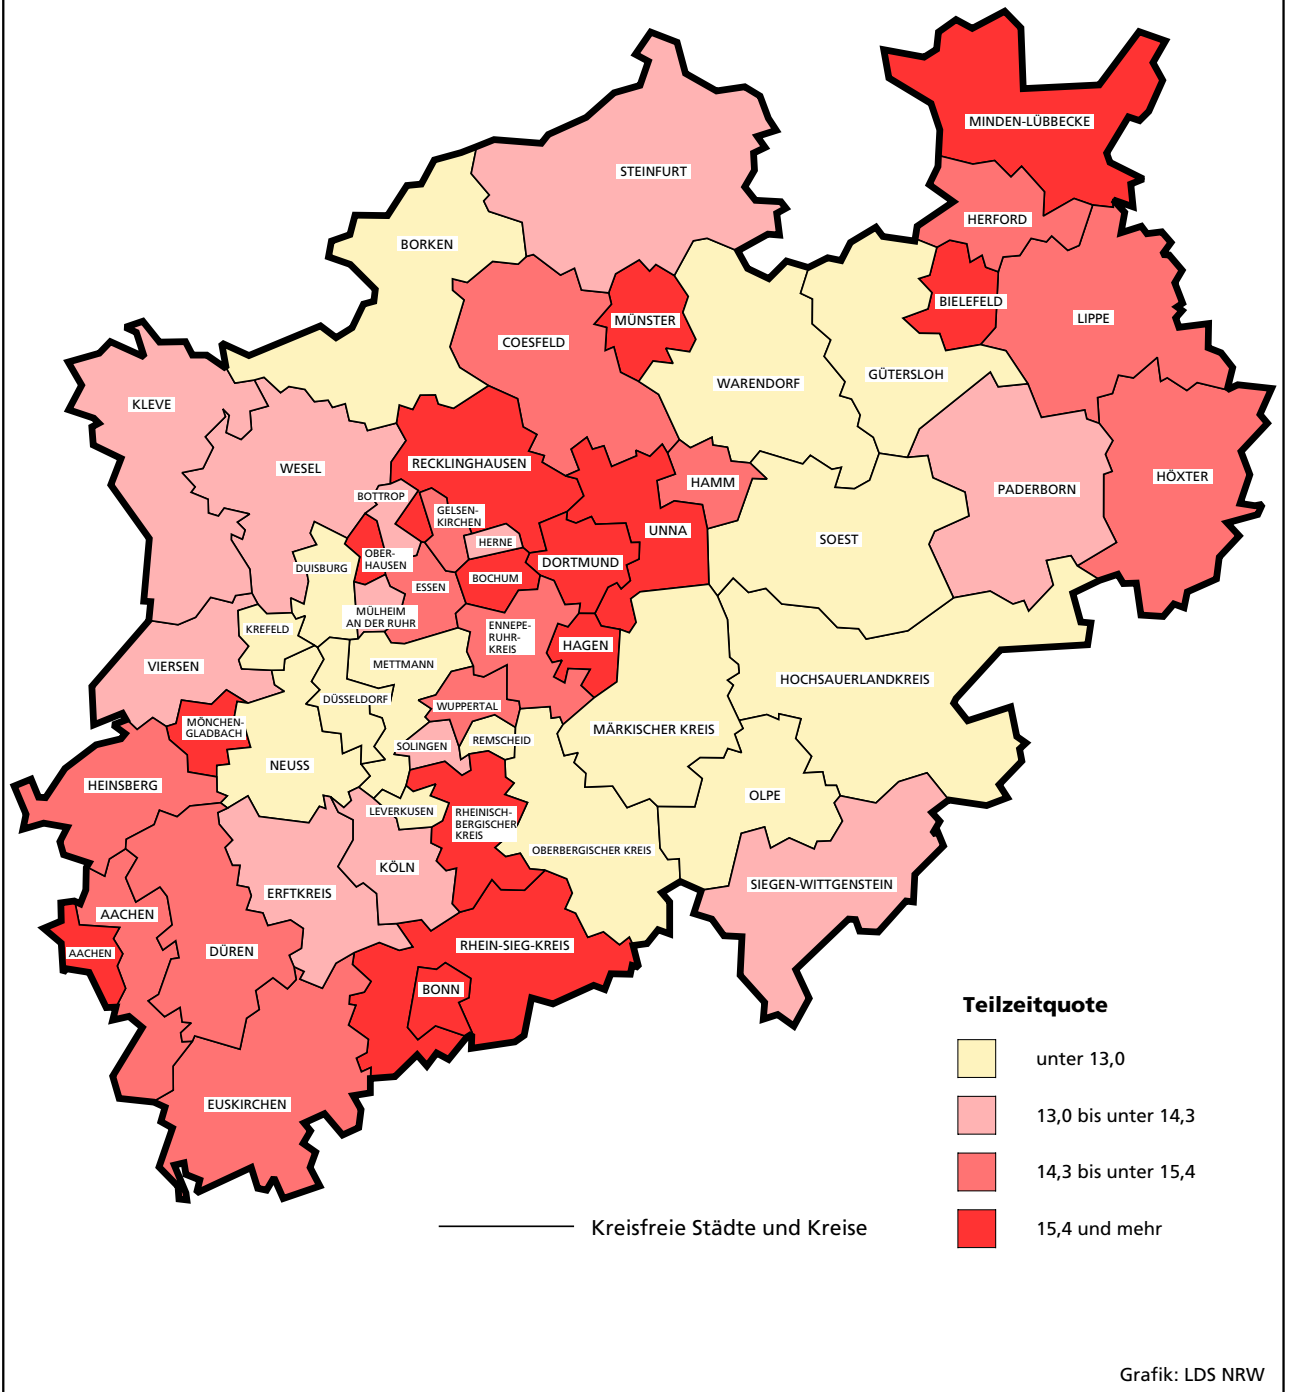 MINDEN-LÜBBECKE
STEINFURT
HERFORD
BORKEN
BIELEFELD
MÜNSTER
LIPPE
COESFELD
GÜTERSLOH
WARENDORF
KLEVE
WESEL
RECKLINGHAUSEN
HÖXTER
HAMM
PADERBORN
BOTTROP
GELSEN-
KIRCHEN
UNNA
SOEST
HERNE
OBER-
HAUSEN
DORTMUND
DUISBURG
BOCHUM
ESSEN
MÜLHEIM
AN DER RUHR
KREFELD
ENNEPE-
RUHR-
KREIS
HAGEN
VIERSEN
METTMANN
HOCHSAUERLANDKREIS
DÜSSELDORF
WUPPERTAL
MÖNCHEN-
GLADBACH
MÄRKISCHER KREIS
REMSCHEID
SOLINGEN
NEUSS
HEINSBERG
OLPE
LEVERKUSEN
RHEINISCH-
BERGISCHER
KREIS
OBERBERGISCHER KREIS
KÖLN
SIEGEN-WITTGENSTEIN
ERFTKREIS
AACHEN
RHEIN-SIEG-KREIS
DÜREN
AACHEN
BONN
EUSKIRCHEN
Teilzeitquote
unter 13,0
13,0 bis unter 14,3
14,3 bis unter 15,4
15,4 und mehr
Kreisfreie Städte und Kreise
Grafik: LDS NRW